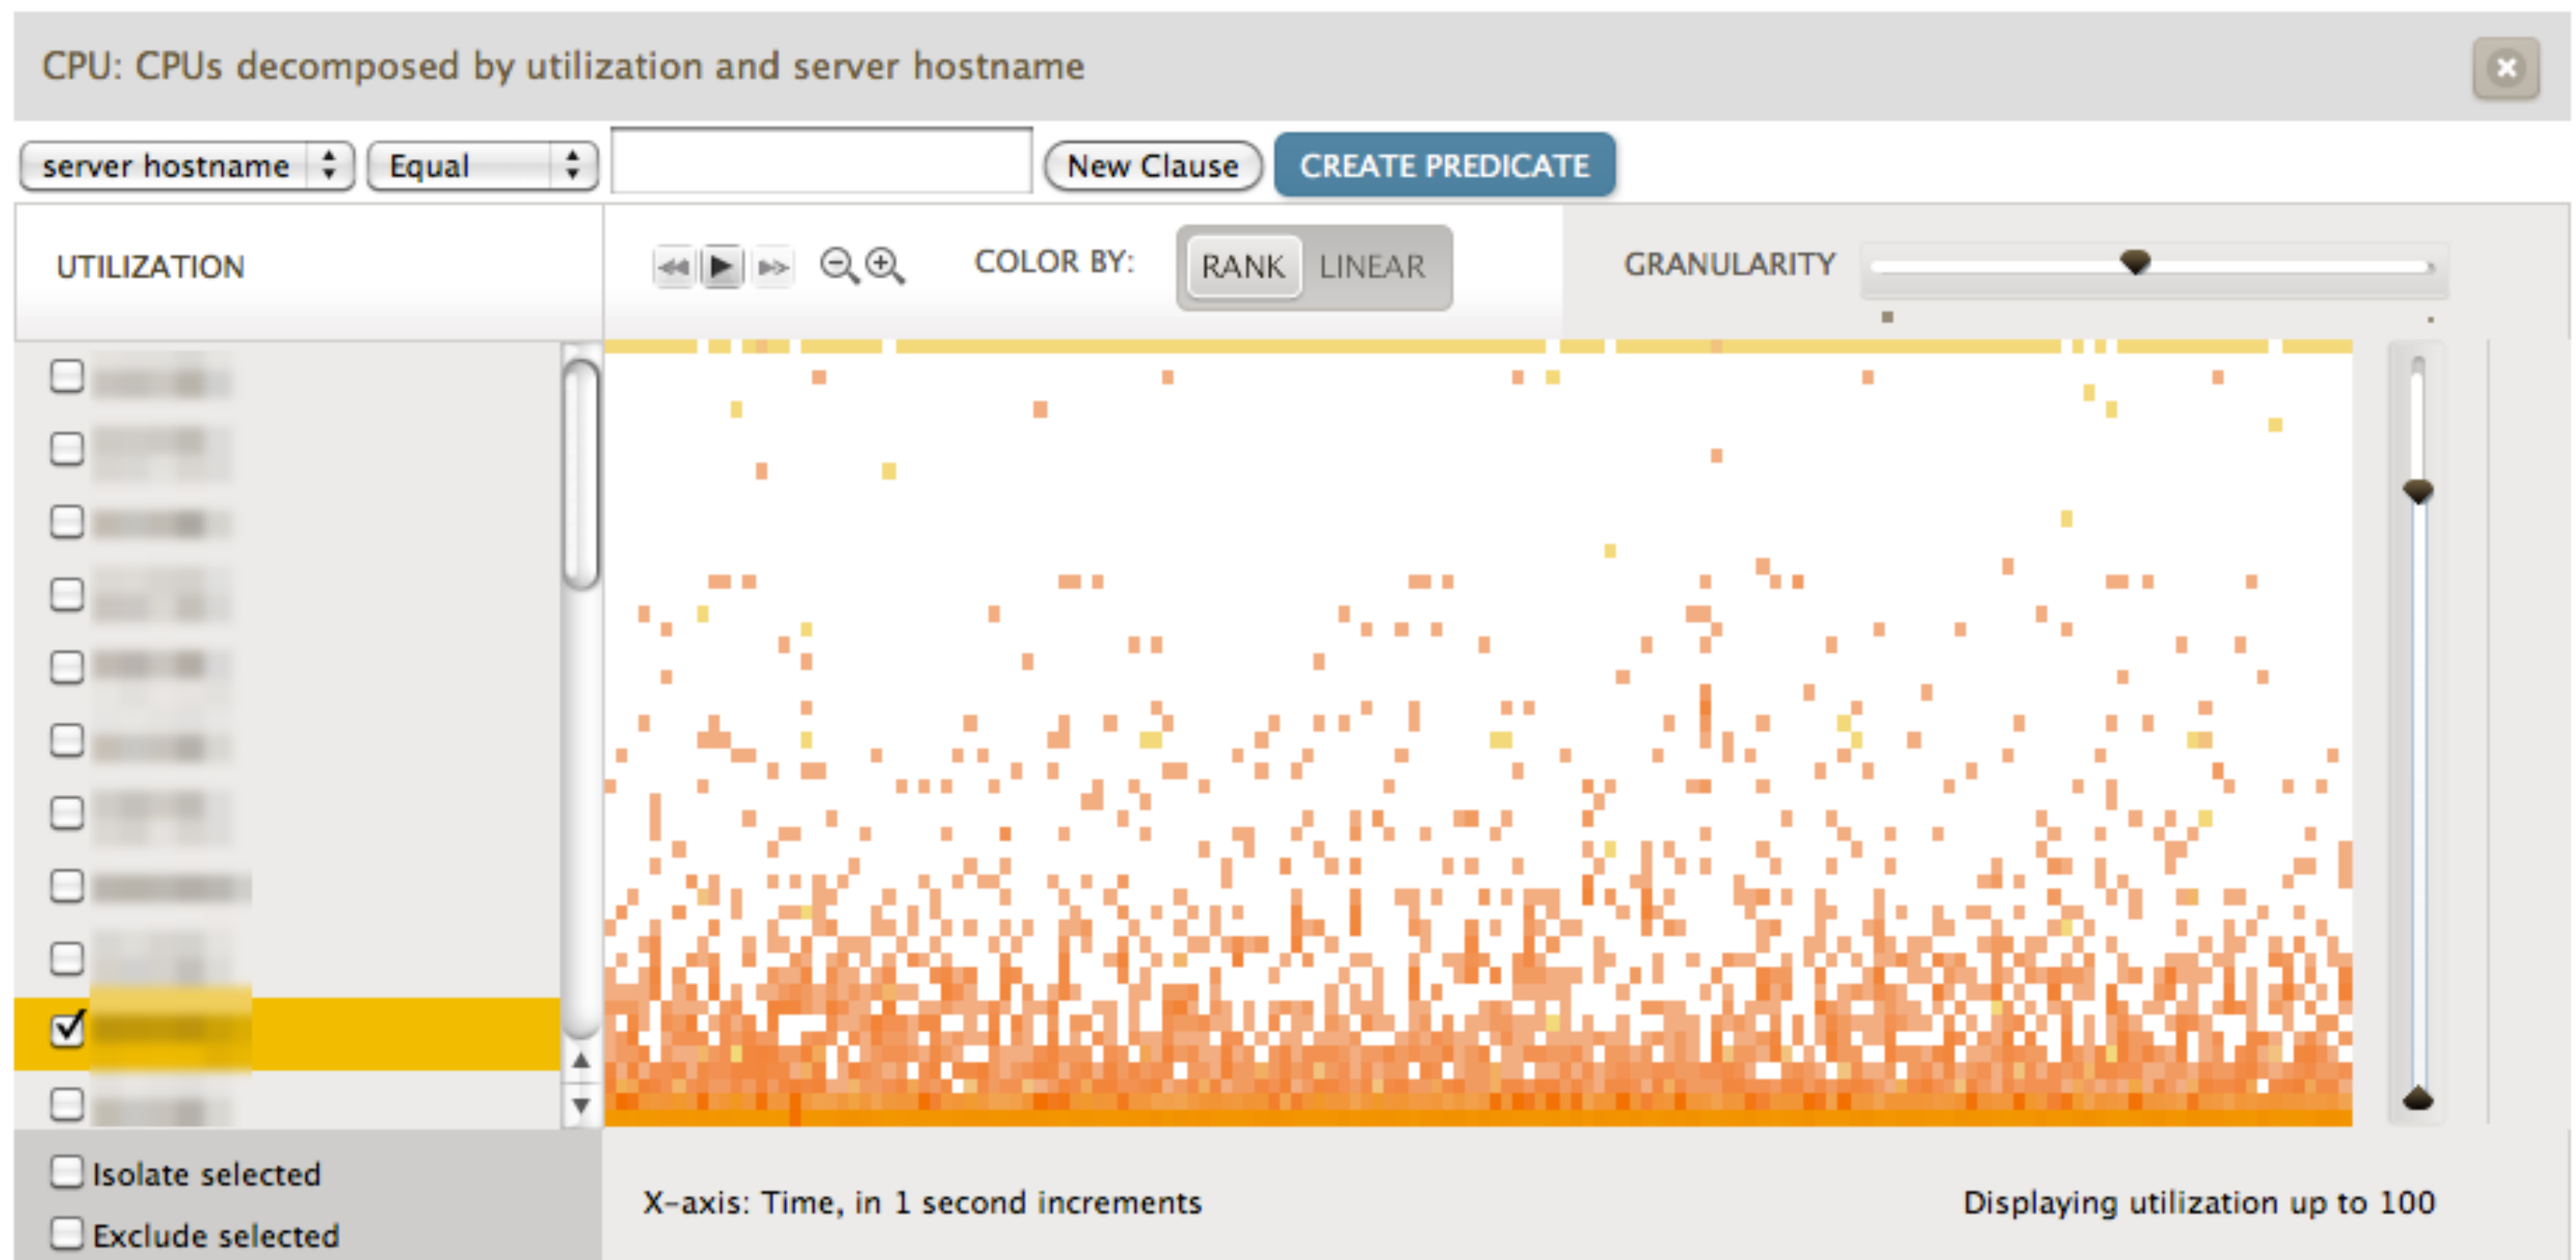 CPU: CPUs decomposed by utilization and server hostname
server hostname Equal New Clause CREATE PREDICATE
UTILIZATION COLOR BY: RANK LINEAR GRANULARITY
Isolate selected
Exclude selected
X-axis: Time, in 1 second increments Displaying utilization up to 100